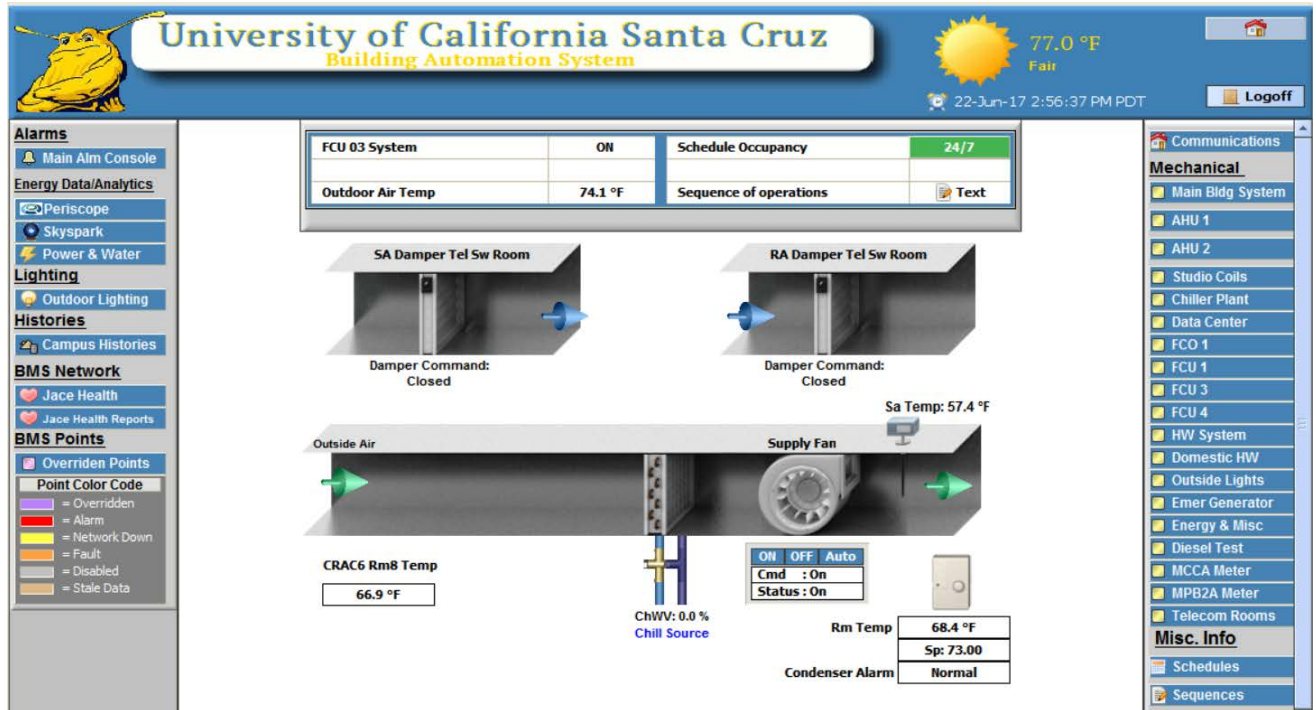 University of California Santa Cruz
Building Automation System
77.0 °F
Fair
22-Jun-17 2:56:37 PM PDT
Logoff
Alarms
Main Alm Console
Energy Data/Analytics
Periscope
Skyspark
Power & Water
Lighting
Outdoor Lighting
Histories
Campus Histories
BMS Network
Jace Health
Jace Health Reports
BMS Points
Overriden Points
Point Color Code
= Overridden
= Alarm
= Network Down
= Fault
= Disabled
= Stale Data
FCU 03 System ON Schedule Occupancy 24/7
Outdoor Air Temp 74.1 °F Sequence of operations Text
SA Damper Tel Sw Room
Damper Command:
Closed
RA Damper Tel Sw Room
Damper Command:
Closed
Sa Temp: 57.4 °F
Outside Air
Supply Fan
CRAC6 Rm8 Temp
66.9 °F
ChWV: 0.0 %
Chill Source
ON OFF Auto
Cmd : On
Status : On
Rm Temp 68.4 °F
Sp: 73.00
Condenser Alarm Normal
Communications
Mechanical
Main Bldg System
AHU 1
AHU 2
Studio Coils
Chiller Plant
Data Center
FCO 1
FCU 1
FCU 3
FCU 4
HW System
Domestic HW
Outside Lights
Emer Generator
Energy & Misc
Diesel Test
MCCA Meter
MPB2A Meter
Telecom Rooms
Misc. Info
Schedules
Sequences